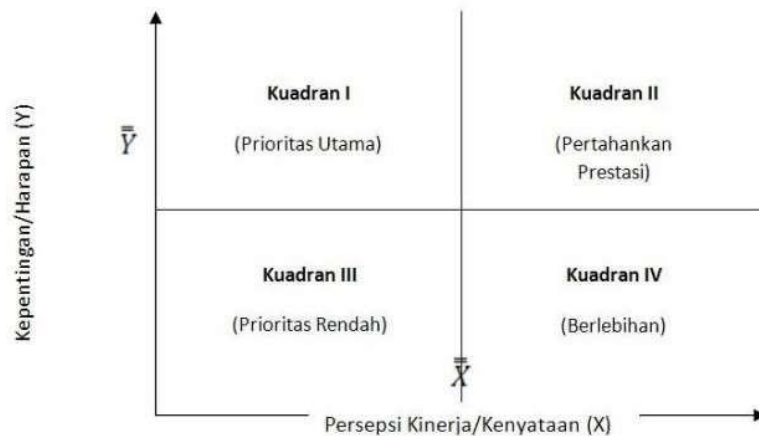 Kepentingan/Harapan (Y)
Y̿
Kuadran I
(Prioritas Utama)
Kuadran II
(Pertahankan
Prestasi)
Kuadran III
(Prioritas Rendah)
Kuadran IV
(Berlebihan)
X̿
Persepsi Kinerja/Kenyataan (X)